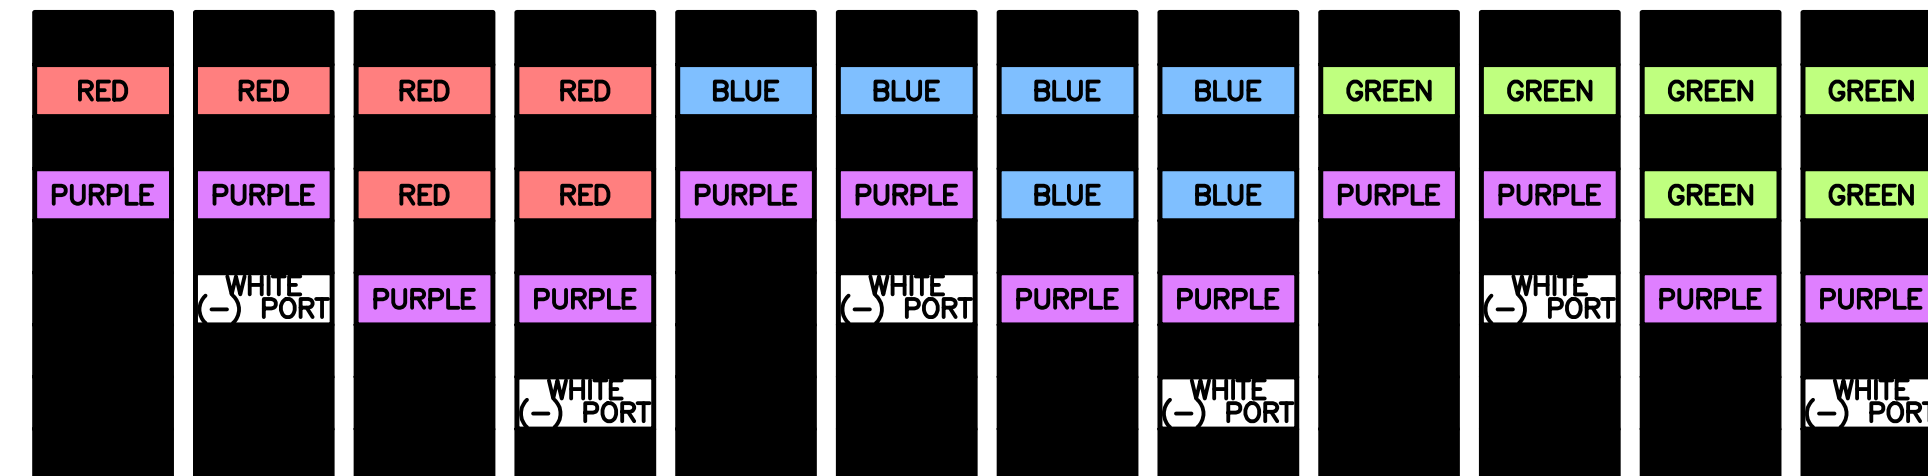 RED RED RED RED BLUE BLUE BLUE BLUE GREEN GREEN GREEN GREEN
PURPLE PURPLE RED RED PURPLE PURPLE BLUE BLUE PURPLE PURPLE GREEN GREEN
WHITE
(-) PORT
PURPLE PURPLE
WHITE
(-) PORT
PURPLE PURPLE
WHITE
(-) PORT
PURPLE PURPLE
WHITE
(-) PORT
WHITE
(-) PORT
WHITE
(-) PORT